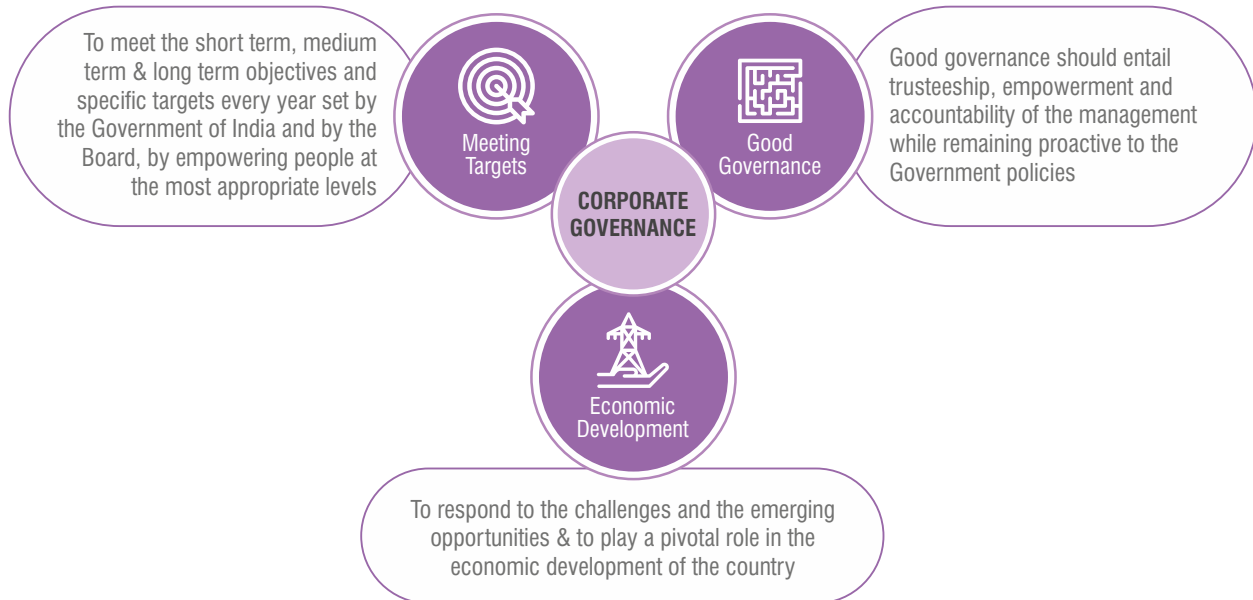 To meet the short term, medium
term & long term objectives and
specific targets every year set by
the Government of India and by the
Board, by empowering people at
the most appropriate levels
Meeting
Targets
Good
Governance
Good governance should entail
trusteeship, empowerment and
accountability of the management
while remaining proactive to the
Government policies
CORPORATE
GOVERNANCE
Economic
Development
To respond to the challenges and the emerging
opportunities & to play a pivotal role in the
economic development of the country